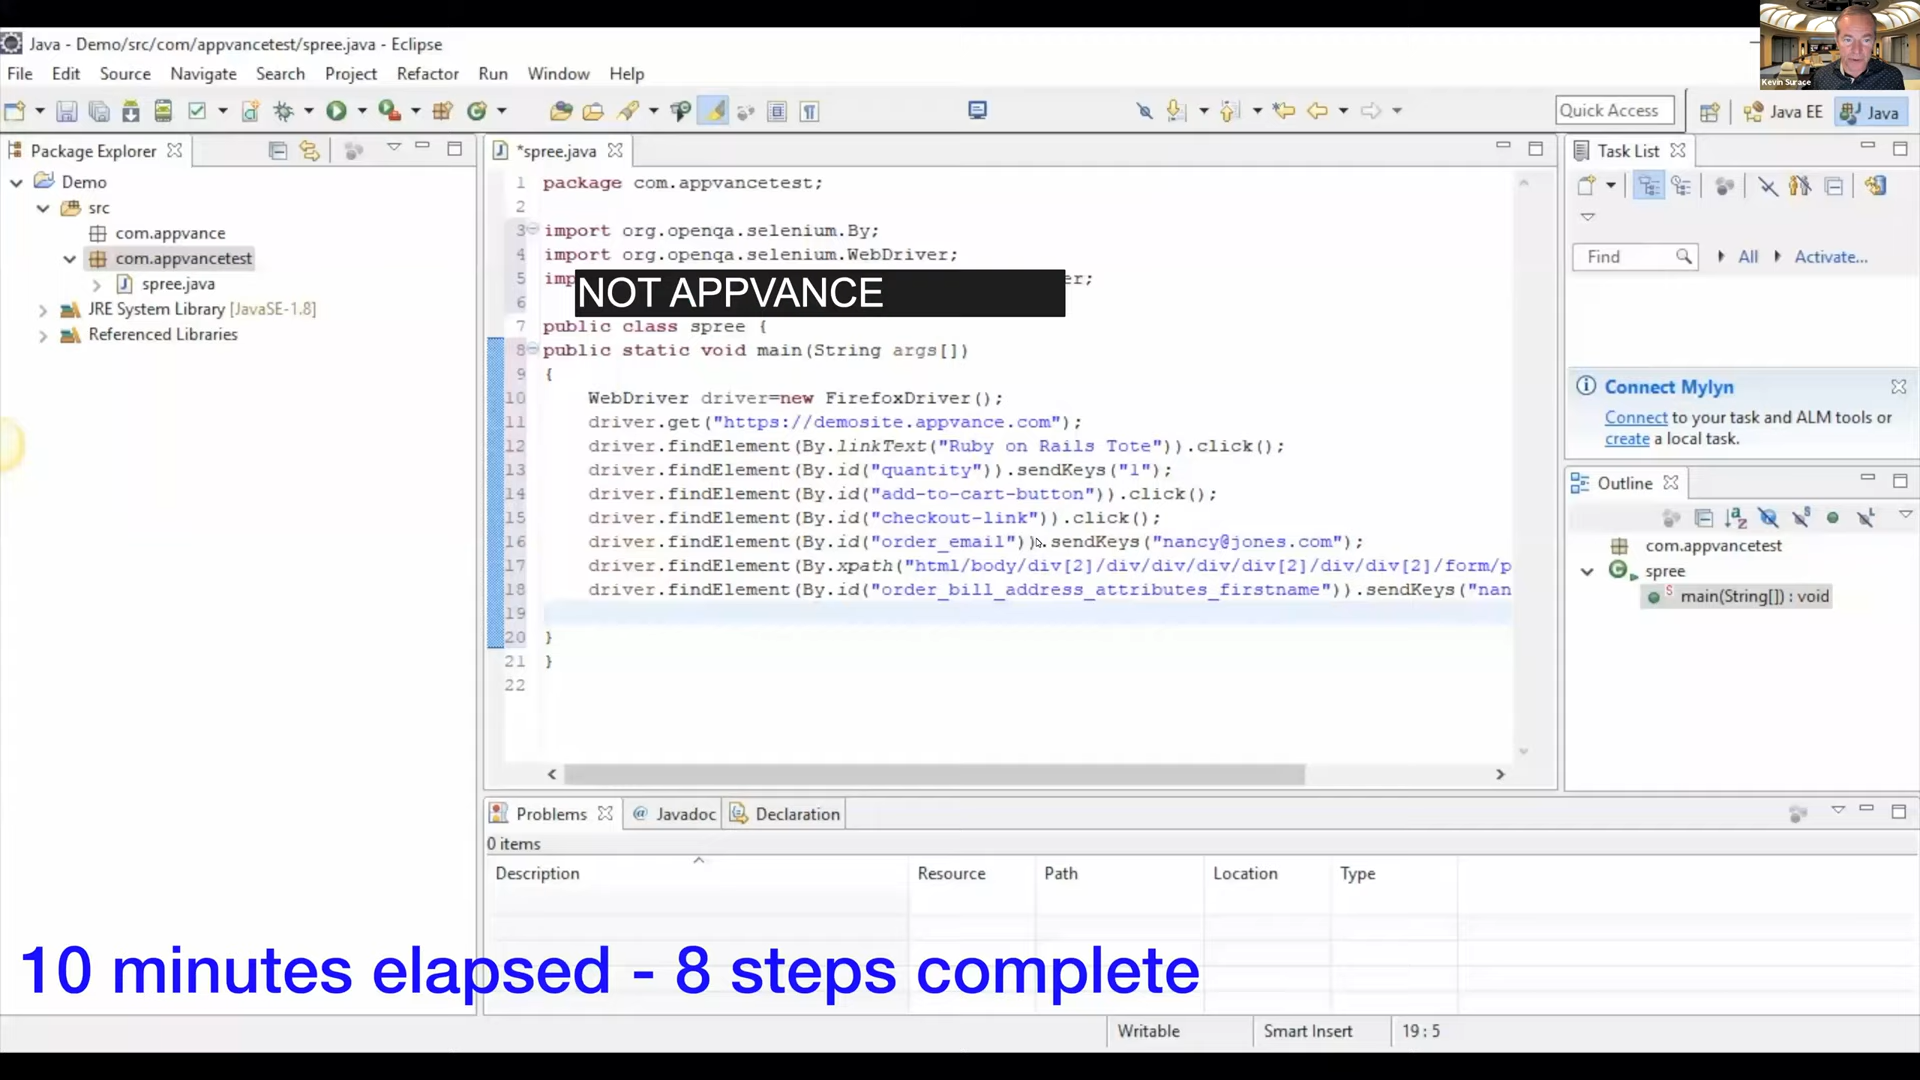 Java - Demo/src/com/appvancetest/spree.java - Eclipse
Kevin Surace
File Edit Source Navigate Search Project Refactor Run Window Help
Quick Access
Java EE
Java
Package Explorer
*spree.java
Task List
Demo
src
com.appvance
com.appvancetest
spree.java
JRE System Library [JavaSE-1.8]
Referenced Libraries
1 package com.appvancetest;
2
3 import org.openqa.selenium.By;
4 import org.openqa.selenium.WebDriver;
5 imp er;
NOT APPVANCE
6
7 public class spree {
8 public static void main(String args[])
9 {
10 WebDriver driver=new FirefoxDriver();
11 driver.get("https://demosite.appvance.com");
12 driver.findElement(By.linkText("Ruby on Rails Tote")).click();
13 driver.findElement(By.id("quantity")).sendKeys("1");
14 driver.findElement(By.id("add-to-cart-button")).click();
15 driver.findElement(By.id("checkout-link")).click();
16 driver.findElement(By.id("order_email")).sendKeys("nancy@jones.com");
17 driver.findElement(By.xpath("html/body/div[2]/div/div/div/div[2]/div/div[2]/form/p
18 driver.findElement(By.id("order_bill_address_attributes_firstname")).sendKeys("nan
19
20 }
21 }
22
Find
All
Activate...
Connect Mylyn
Connect to your task and ALM tools or
create a local task.
Outline
com.appvancetest
spree
main(String[]) : void
Problems
@ Javadoc
Declaration
0 items
Description Resource Path Location Type
10 minutes elapsed - 8 steps complete
Writable
Smart Insert
19 : 5